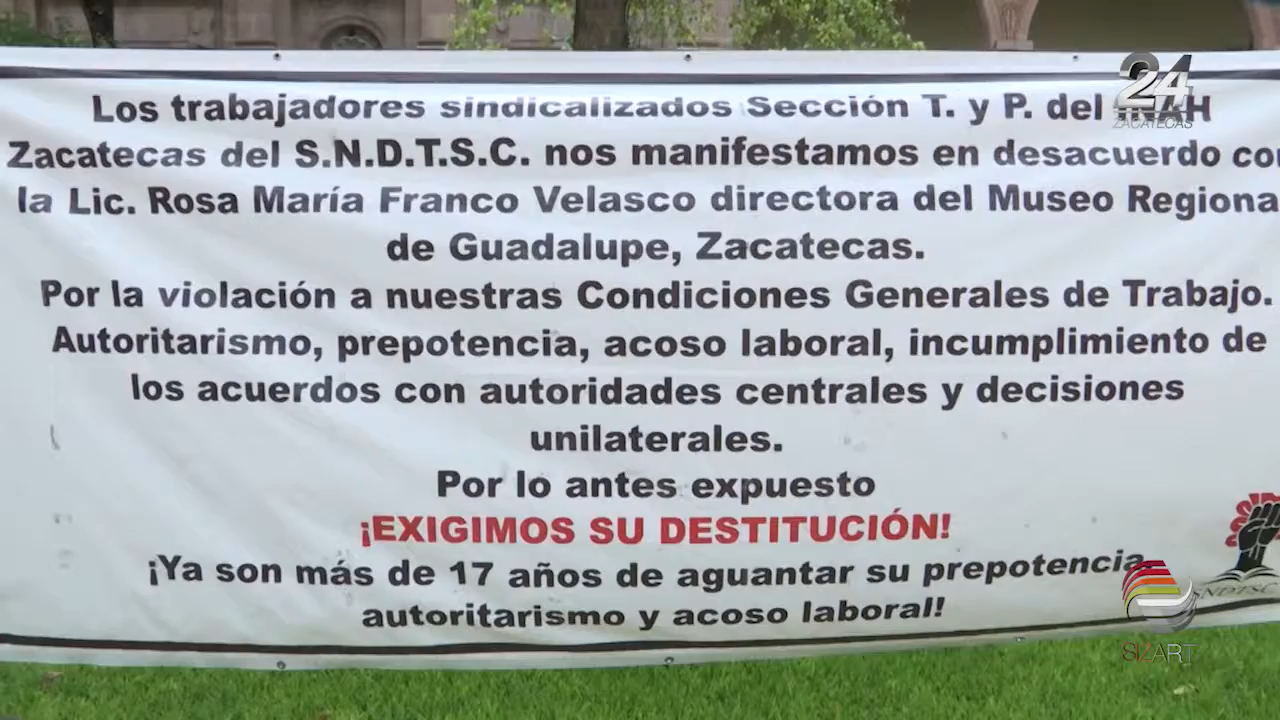 24
ZACATECAS
Los trabajadores sindicalizados Sección T. y P. del INAH
Zacatecas del S.N.D.T.S.C. nos manifestamos en desacuerdo con
la Lic. Rosa María Franco Velasco directora del Museo Regiona
de Guadalupe, Zacatecas.
Por la violación a nuestras Condiciones Generales de Trabajo.
Autoritarismo, prepotencia, acoso laboral, incumplimiento de
los acuerdos con autoridades centrales y decisiones
unilaterales.
Por lo antes expuesto
¡EXIGIMOS SU DESTITUCIÓN!
¡Ya son más de 17 años de aguantar su prepotencia
autoritarismo y acoso laboral!
SIZART